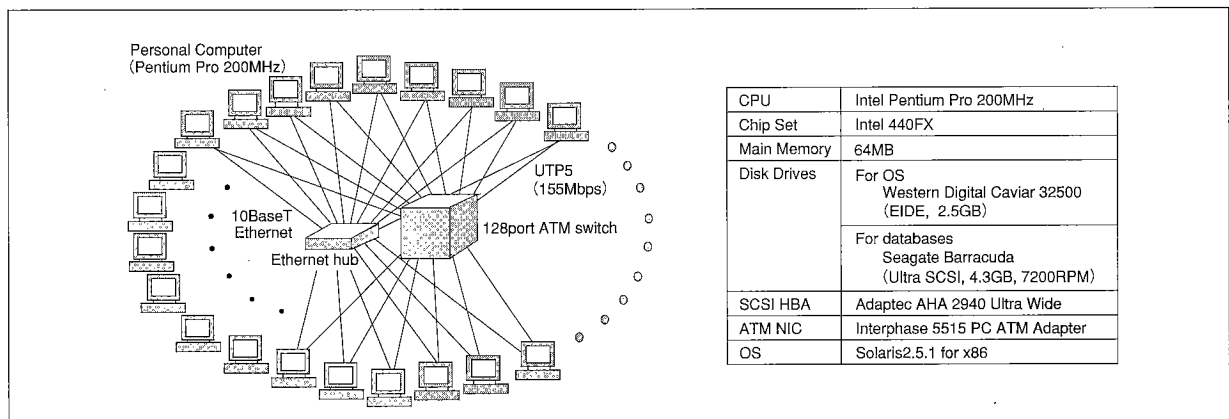 Personal Computer
(Pentium Pro 200MHz)
UTP5
(155Mbps)
10BaseT
Ethernet
128port ATM switch
Ethernet hub
CPU Intel Pentium Pro 200MHz
Chip Set Intel 440FX
Main Memory 64MB
Disk Drives For OS
Western Digital Caviar 32500
(EIDE, 2.5GB)
For databases
Seagate Barracuda
(Ultra SCSI, 4.3GB, 7200RPM)
SCSI HBA Adaptec AHA 2940 Ultra Wide
ATM NIC Interphase 5515 PC ATM Adapter
OS Solaris2.5.1 for x86